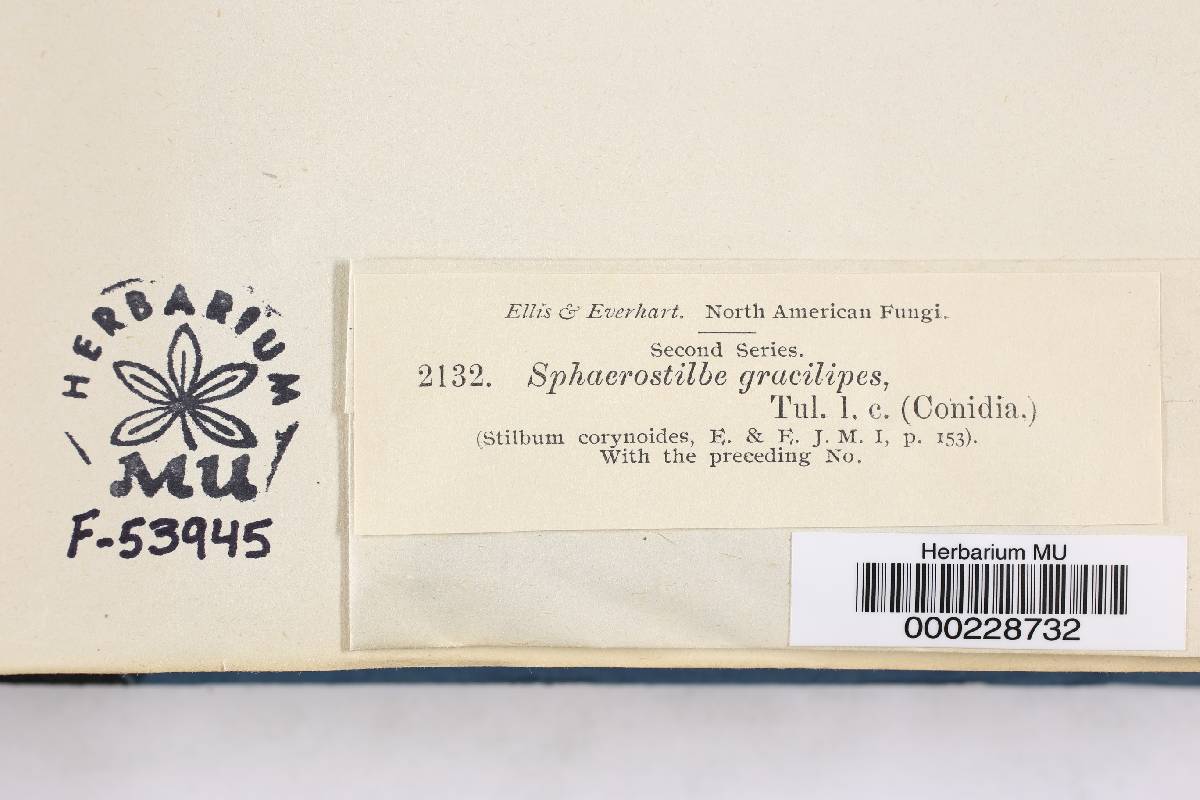 HERBARIUM
MU
F-53945
Ellis & Everhart. North American Fungi.
Second Series.
2132. Sphaerostilbe gracilipes,
Tul. l. c. (Conidia.)
(Stilbum corynoides, E. & E. J. M. I, p. 153).
With the preceding No.
Herbarium MU
000228732